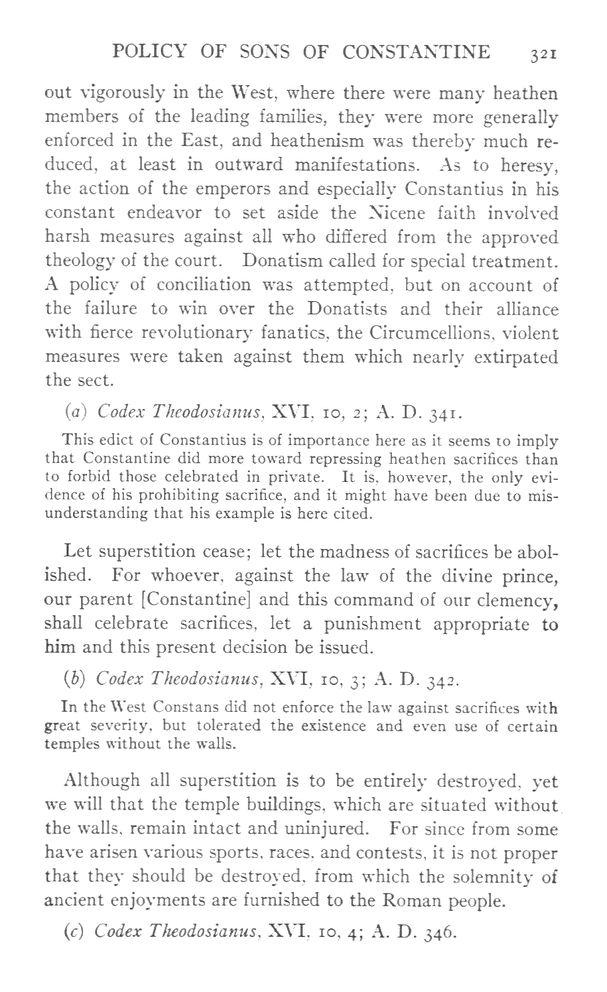 POLICY OF SONS OF CONSTANTINE 321
out vigorously in the West, where there were many heathen
members of the leading families, they were more generally
enforced in the East, and heathenism was thereby much re-
duced, at least in outward manifestations. As to heresy,
the action of the emperors and especially Constantius in his
constant endeavor to set aside the Nicene faith involved
harsh measures against all who differed from the approved
theology of the court. Donatism called for special treatment.
A policy of conciliation was attempted, but on account of
the failure to win over the Donatists and their alliance
with fierce revolutionary fanatics, the Circumcellions, violent
measures were taken against them which nearly extirpated
the sect.
(a) Codex Theodosianus, XVI, 10, 2; A. D. 341.
This edict of Constantius is of importance here as it seems to imply
that Constantine did more toward repressing heathen sacrifices than
to forbid those celebrated in private. It is, however, the only evi-
dence of his prohibiting sacrifice, and it might have been due to mis-
understanding that his example is here cited.
Let superstition cease; let the madness of sacrifices be abol-
ished. For whoever, against the law of the divine prince,
our parent [Constantine] and this command of our clemency,
shall celebrate sacrifices, let a punishment appropriate to
him and this present decision be issued.
(b) Codex Theodosianus, XVI, 10, 3; A. D. 342.
In the West Constans did not enforce the law against sacrifices with
great severity, but tolerated the existence and even use of certain
temples without the walls.
Although all superstition is to be entirely destroyed, yet
we will that the temple buildings, which are situated without
the walls, remain intact and uninjured. For since from some
have arisen various sports, races, and contests, it is not proper
that they should be destroyed, from which the solemnity of
ancient enjoyments are furnished to the Roman people.
(c) Codex Theodosianus, XVI, 10, 4; A. D. 346.